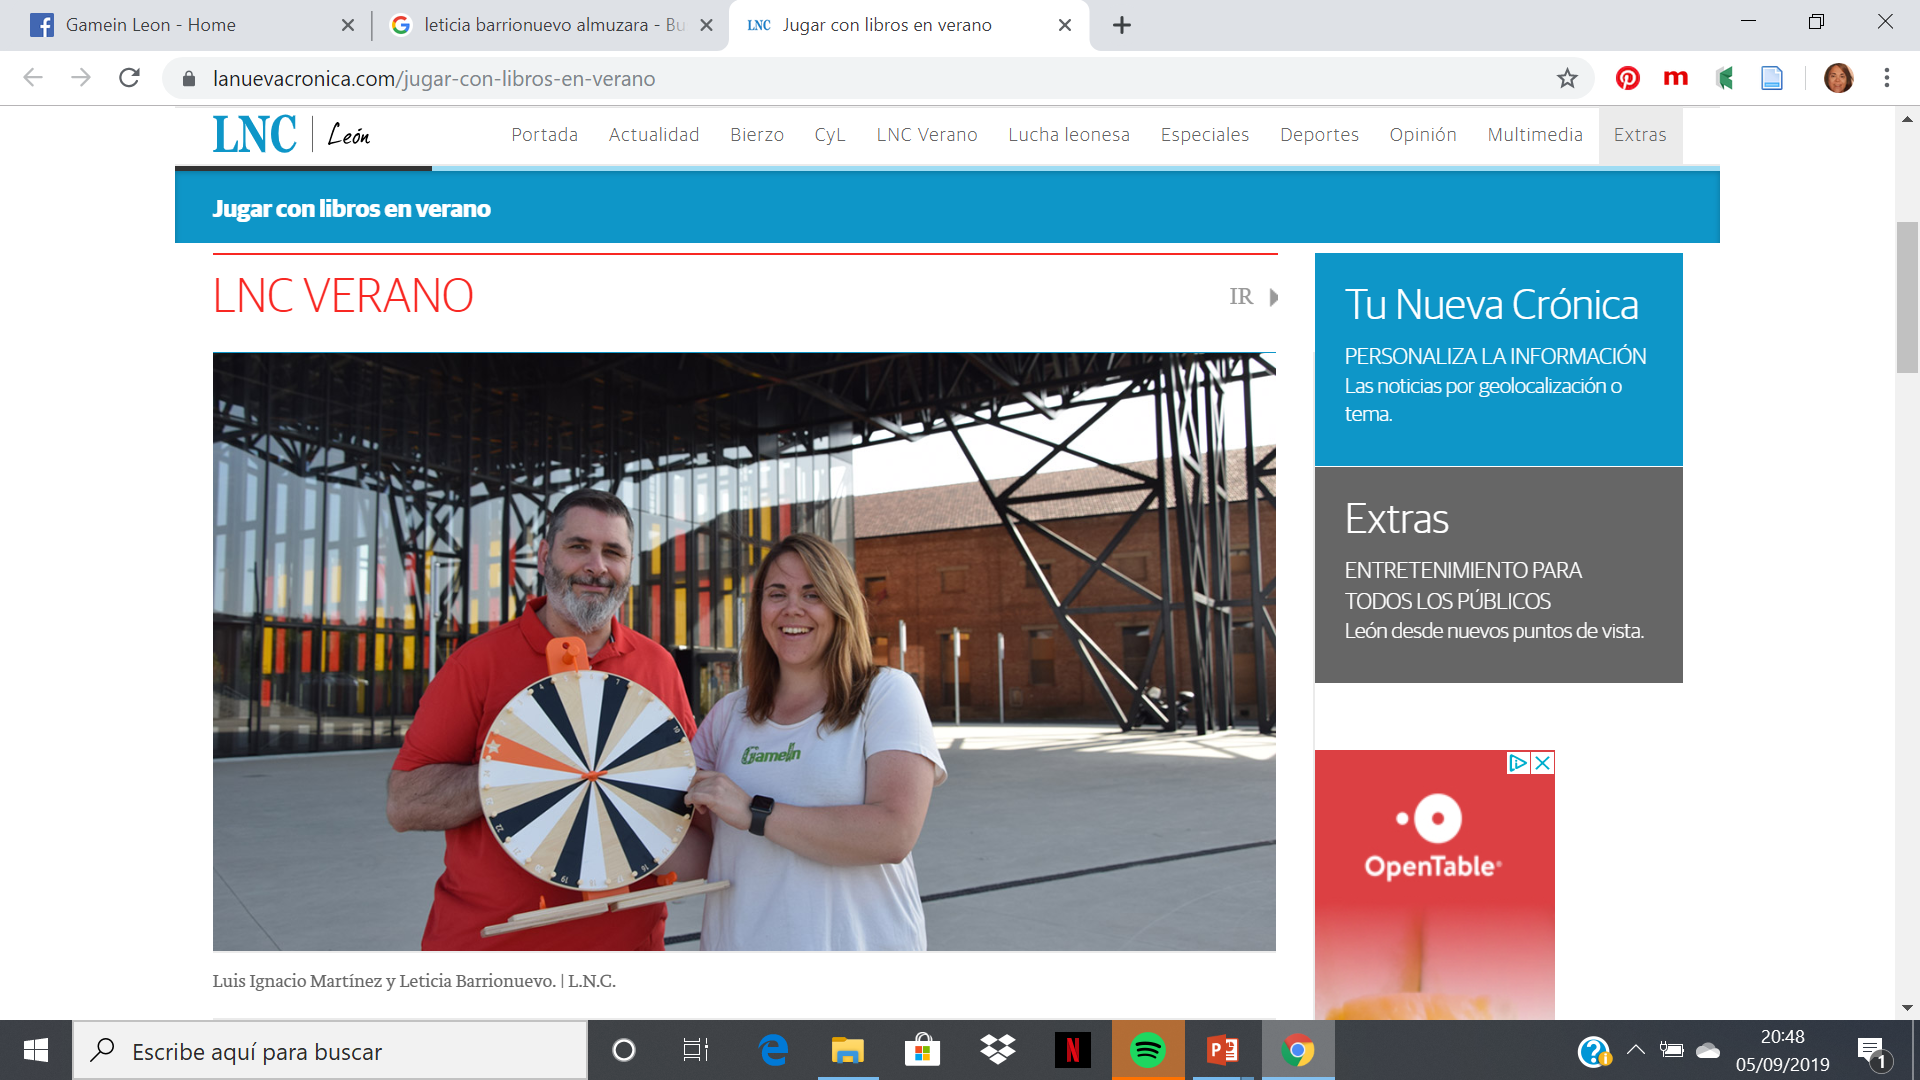 Gamein Leon - Home
leticia barrionuevo almuzara - Bu
LNC Jugar con libros en verano
lanuevacronica.com/jugar-con-libros-en-verano
LNC León
Portada Actualidad Bierzo CyL LNC Verano Lucha leonesa Especiales Deportes Opinión Multimedia Extras
Jugar con libros en verano
LNC VERANO
IR
Gamelin
Luis Ignacio Martínez y Leticia Barrionuevo. | L.N.C.
Tu Nueva Crónica
PERSONALIZA LA INFORMACIÓN
Las noticias por geolocalización o
tema.
Extras
ENTRETENIMIENTO PARA
TODOS LOS PÚBLICOS
León desde nuevos puntos de vista.
OpenTable
Escribe aquí para buscar
20:48
05/09/2019
1